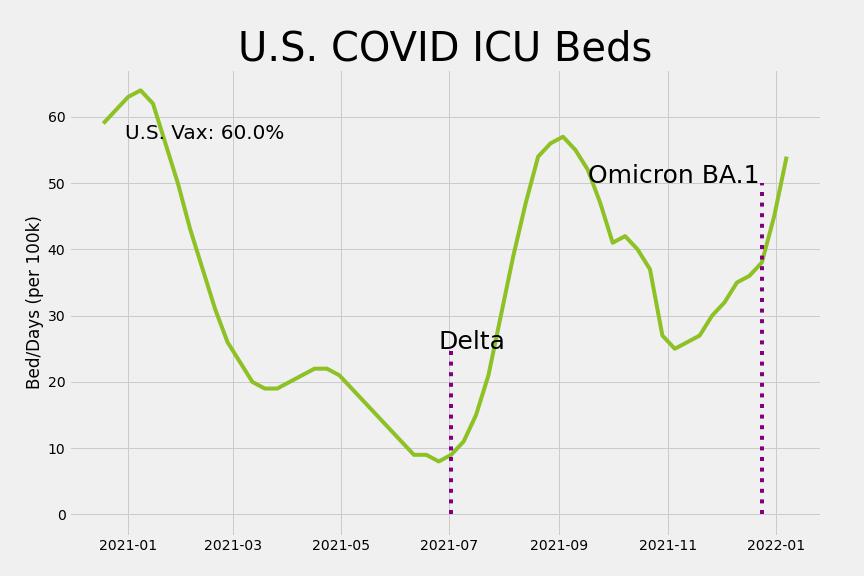 U.S. COVID ICU Beds
60
U.S. Vax: 60.0%
Omicron BA.1
50
40
Bed/Days (per 100k)
30
Delta
20
10
0
2021-01
2021-03
2021-05
2021-07
2021-09
2021-11
2022-01